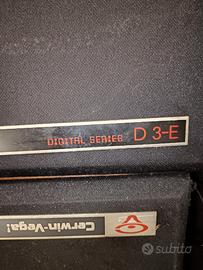 DIGITAL SERIES D 3-E
Cerwin-Vega!
subito